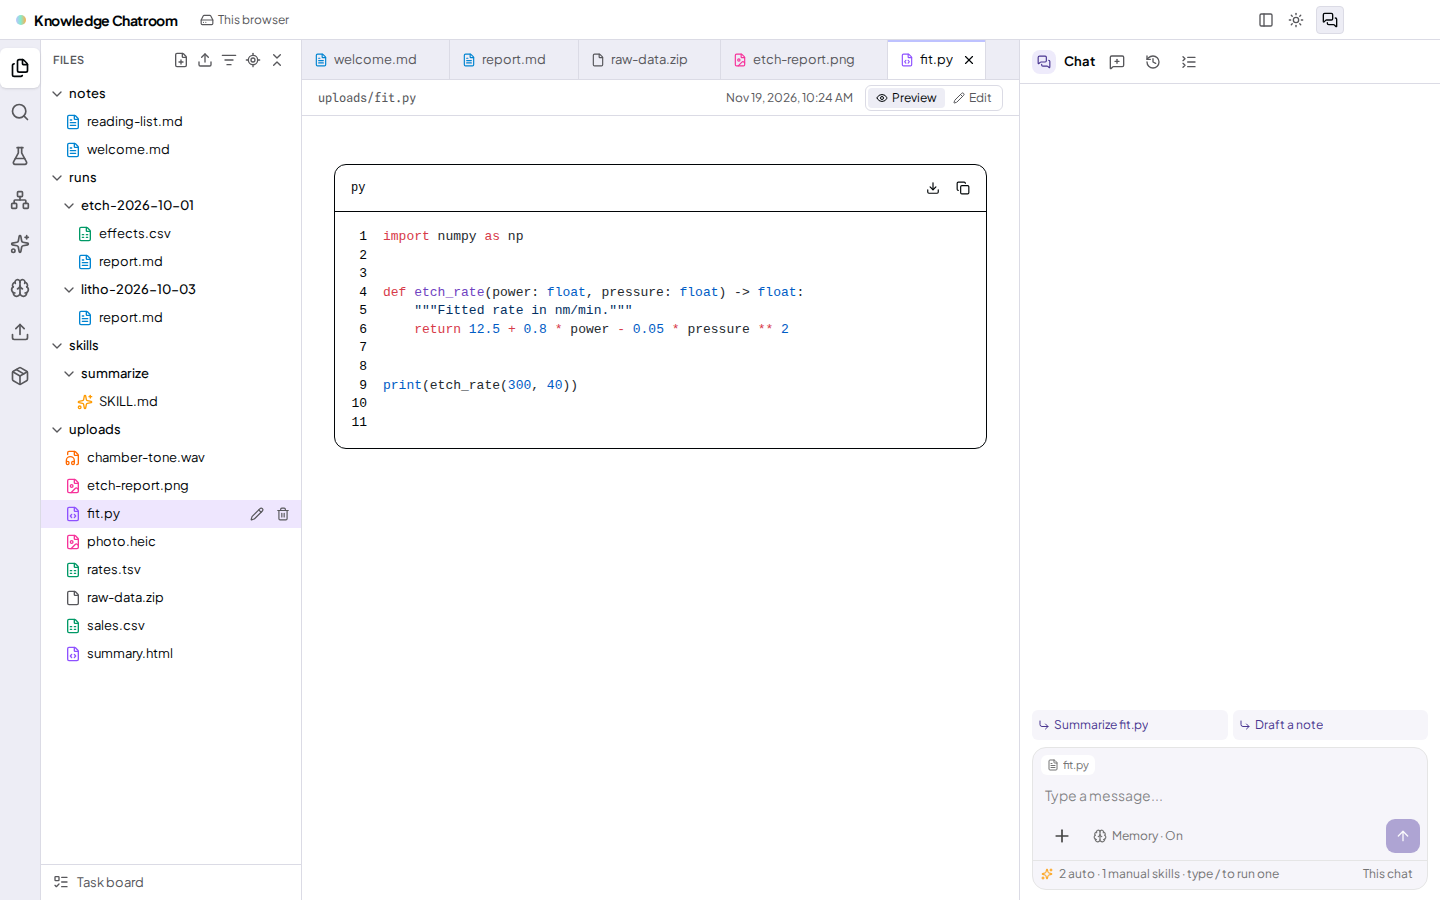 Knowledge Chatroom
This browser
FILES
notes
reading-list.md
welcome.md
runs
etch-2026-10-01
effects.csv
report.md
litho-2026-10-03
report.md
skills
summarize
SKILL.md
uploads
chamber-tone.wav
etch-report.png
fit.py
photo.heic
rates.tsv
raw-data.zip
sales.csv
summary.html
Task board
welcome.md
report.md
raw-data.zip
etch-report.png
fit.py
uploads/fit.py
Nov 19, 2026, 10:24 AM
Preview
Edit
py
1 import numpy as np
2
3
4 def etch_rate(power: float, pressure: float) -> float:
5     """Fitted rate in nm/min."""
6     return 12.5 + 0.8 * power - 0.05 * pressure ** 2
7
8
9 print(etch_rate(300, 40))
10
11
Chat
Summarize fit.py
Draft a note
fit.py
Type a message...
Memory · On
2 auto · 1 manual skills · type / to run one
This chat